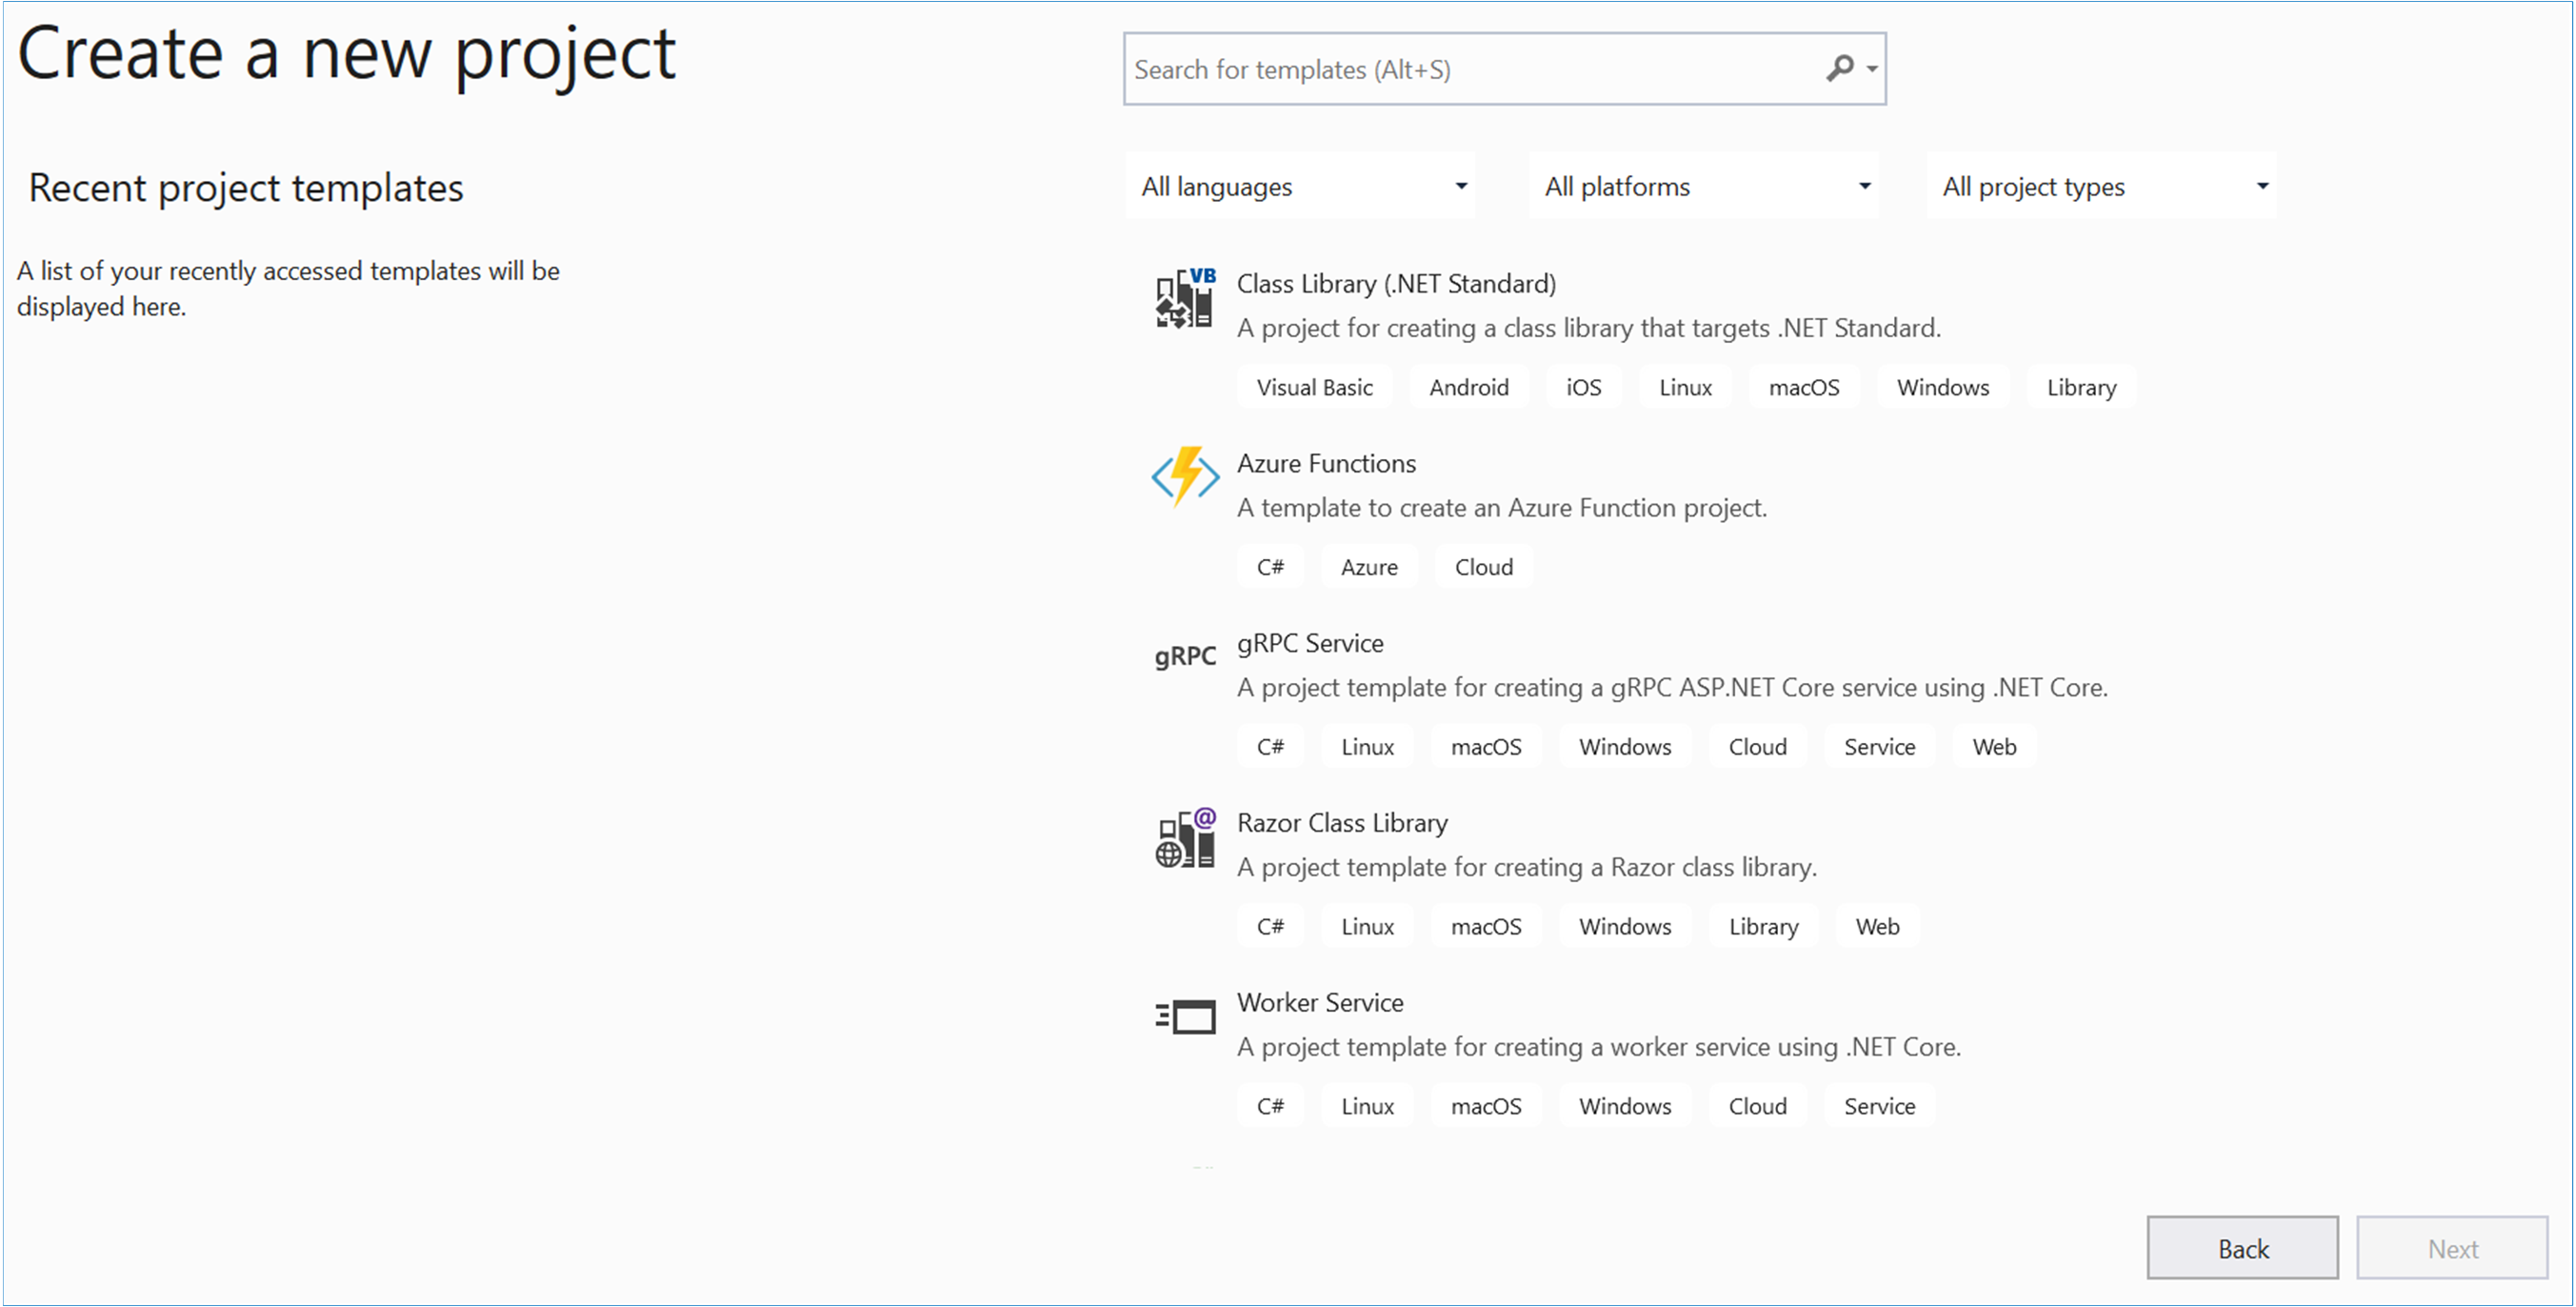 Create a new project
Search for templates (Alt+S)
Recent project templates
A list of your recently accessed templates will be
displayed here.
All languages
All platforms
All project types
VB
Class Library (.NET Standard)
A project for creating a class library that targets .NET Standard.
Visual Basic Android iOS Linux macOS Windows Library
Azure Functions
A template to create an Azure Function project.
C# Azure Cloud
gRPC
gRPC Service
A project template for creating a gRPC ASP.NET Core service using .NET Core.
C# Linux macOS Windows Cloud Service Web
@
Razor Class Library
A project template for creating a Razor class library.
C# Linux macOS Windows Library Web
Worker Service
A project template for creating a worker service using .NET Core.
C# Linux macOS Windows Cloud Service
Back
Next